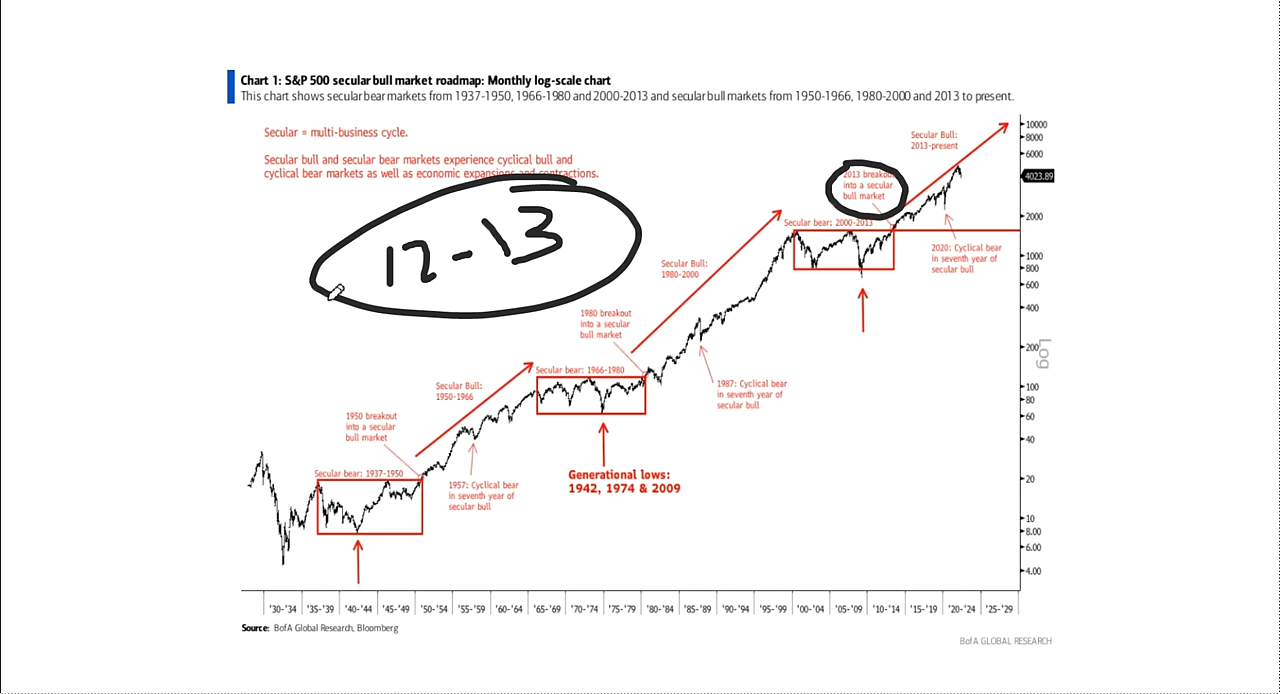 Chart 1: S&P 500 secular bull market roadmap: Monthly log-scale chart
This chart shows secular bear markets from 1937-1950, 1966-1980 and 2000-2013 and secular bull markets from 1950-1966, 1980-2000 and 2013 to present.
Secular = multi-business cycle.
Secular bull and secular bear markets experience cyclical bull and
cyclical bear markets as well as economic expansions and contractions.
12-13
Secular Bull:
2013-present
2013 breakout
into a secular
bull market
Secular bear: 2000-2013
2020: Cyclical bear
in seventh year of
secular bull
Secular Bull:
1980-2000
1980 breakout
into a secular
bull market
Secular bear: 1966-1980
1987: Cyclical bear
in seventh year of
secular bull
Secular Bull:
1950-1966
1950 breakout
into a secular
bull market
Secular bear: 1937-1950
1957: Cyclical bear
in seventh year of
secular bull
Generational lows:
1942, 1974 & 2009
10000
8000
6000
4023.89
2000
1000
800
600
400
200
100
80
60
40
20
10
8.00
6.00
4.00
Log
'30-'34 '35-'39 '40-'44 '45-'49 '50-'54 '55-'59 '60-'64 '65-'69 '70-'74 '75-'79 '80-'84 '85-'89 '90-'94 '95-'99 '00-'04 '05-'09 '10-'14 '15-'19 '20-'24 '25-'29
Source: BofA Global Research, Bloomberg
BofA GLOBAL RESEARCH